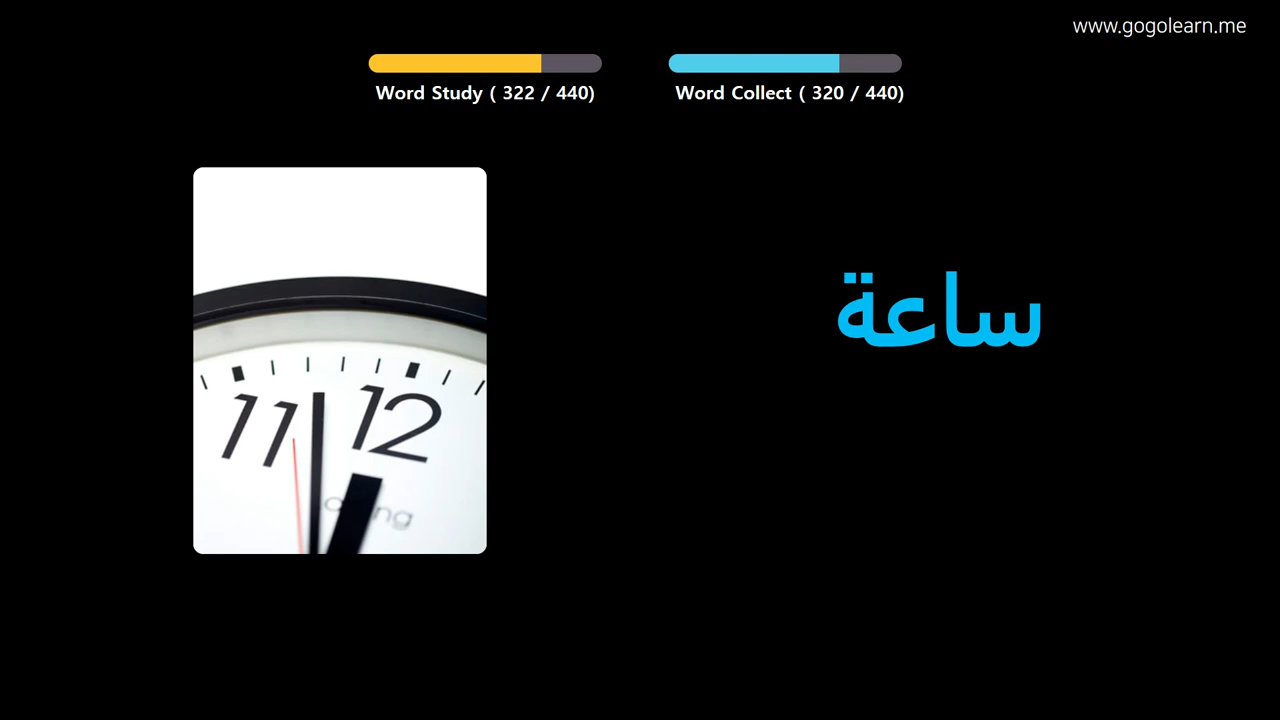 www.gogolearn.me
Word Study ( 322 / 440)
Word Collect ( 320 / 440)
ساعة
11
12